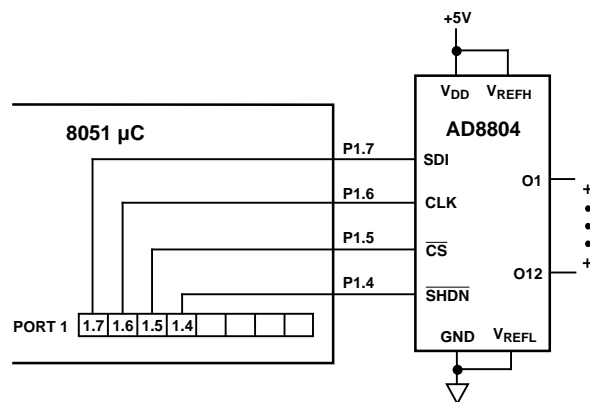 +5V
VDD VREFH
8051 µC
AD8804
P1.7
SDI
O1
P1.6
CLK
P1.5
CS
O12
P1.4
SHDN
PORT 1 1.7 1.6 1.5 1.4
GND VREFL